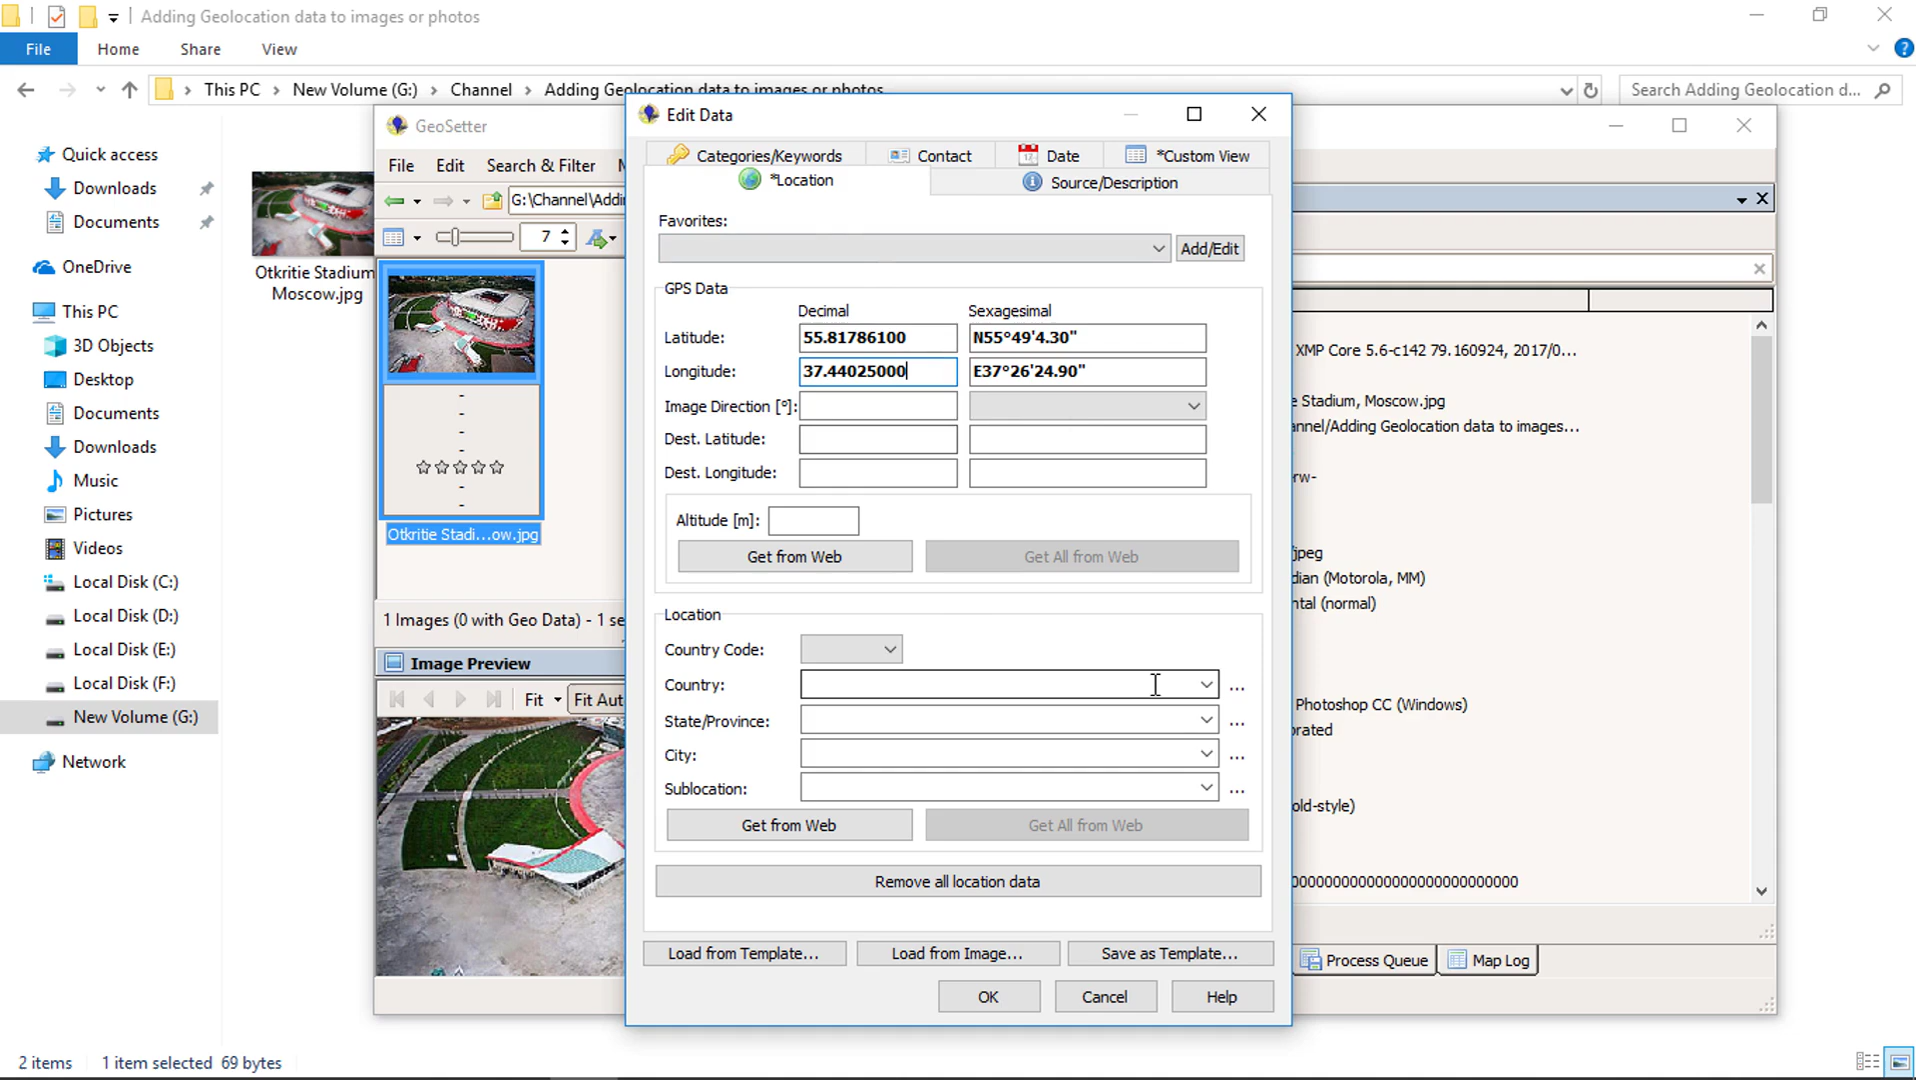 Adding Geolocation data to images or photos
File Home Share View
This PC New Volume (G:) Channel Adding Geolocation data to images or photos
Search Adding Geolocation d...
Quick access
Downloads
Documents
OneDrive
This PC
3D Objects
Desktop
Documents
Downloads
Music
Pictures
Videos
Local Disk (C:)
Local Disk (D:)
Local Disk (E:)
Local Disk (F:)
New Volume (G:)
Network
2 items 1 item selected 69 bytes
Otkritie Stadium
Moscow.jpg
GeoSetter
File Edit Search & Filter
G:\Channel\Addi
7
-
-
-
-
-
Otkritie Stadi...ow.jpg
1 Images (0 with Geo Data) - 1 se
Image Preview
Fit Fit Aut
Edit Data
Categories/Keywords Contact Date *Custom View
*Location Source/Description
Favorites:
Add/Edit
GPS Data
Decimal Sexagesimal
Latitude: 55.81786100 N55°49'4.30"
Longitude: 37.44025000 E37°26'24.90"
Image Direction [°]:
Dest. Latitude:
Dest. Longitude:
Altitude [m]:
Get from Web Get All from Web
Location
Country Code:
Country: ...
State/Province: ...
City: ...
Sublocation: ...
Get from Web Get All from Web
Remove all location data
Load from Template... Load from Image... Save as Template...
OK Cancel Help
XMP Core 5.6-c142 79.160924, 2017/0...
e Stadium, Moscow.jpg
annel/Adding Geolocation data to images...
rw-
jpeg
dian (Motorola, MM)
ntal (normal)
Photoshop CC (Windows)
orated
old-style)
000000000000000000000000000
Process Queue Map Log